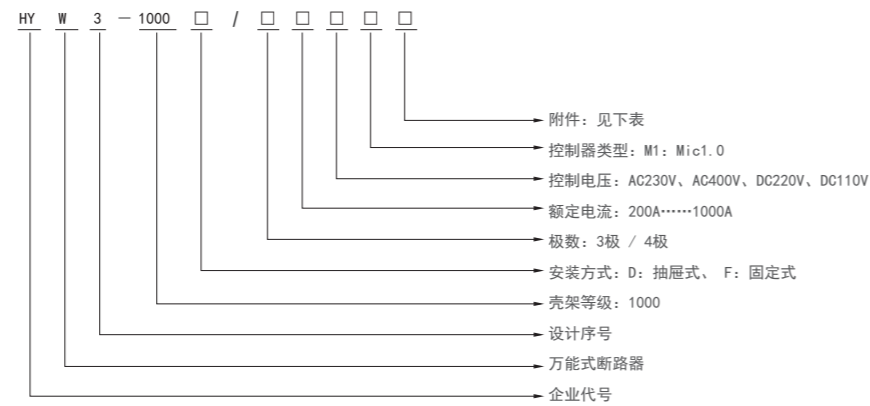 HY W 3 - 1000 □ / □ □ □ □ □
附件：见下表
控制器类型：M1：Mic1.0
控制电压：AC230V、AC400V、DC220V、DC110V
额定电流：200A……1000A
极数：3极 / 4极
安装方式：D：抽屉式、 F：固定式
壳架等级：1000
设计序号
万能式断路器
企业代号